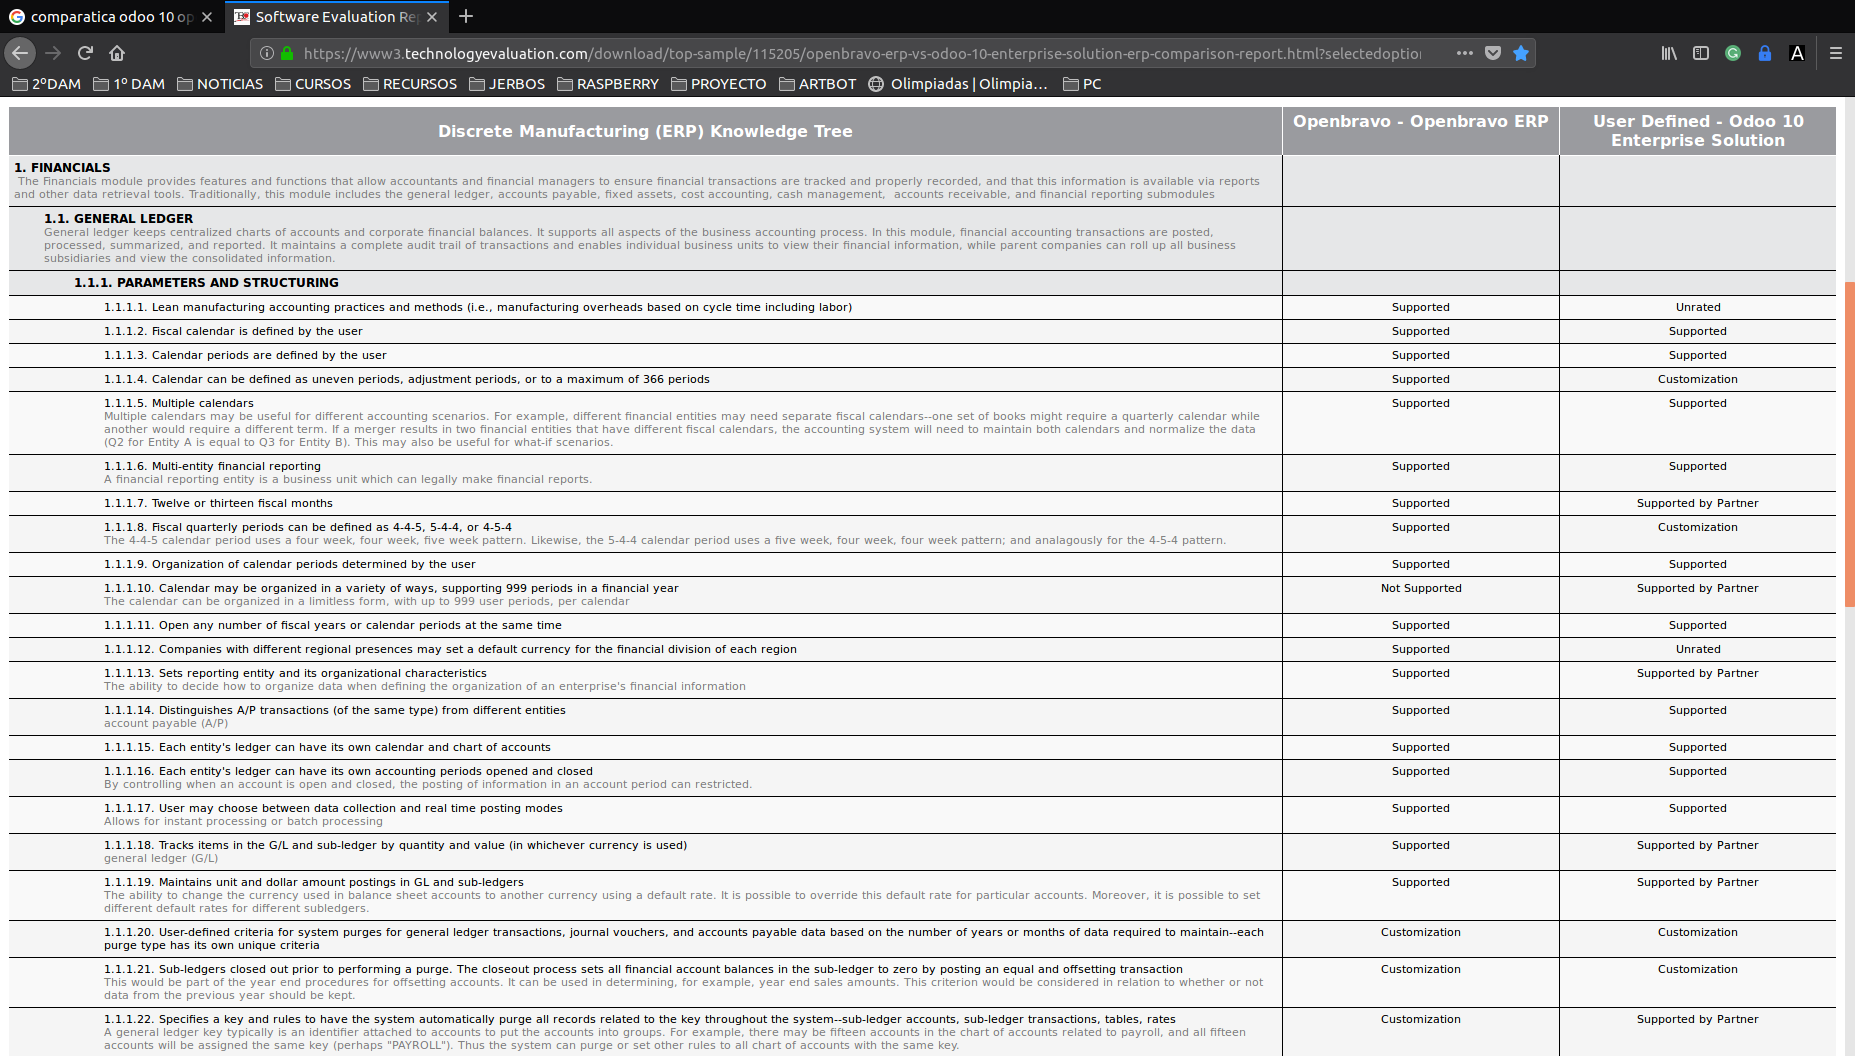 comparatica odoo 10 op
Software Evaluation Re
https://www3.technologyevaluation.com/download/top-sample/115205/openbravo-erp-vs-odoo-10-enterprise-solution-erp-comparison-report.html?selectedoptio
2ºDAM 1º DAM NOTICIAS CURSOS RECURSOS JERBOS RASPBERRY PROYECTO ARTBOT Olimpiadas | Olimpia... PC
Discrete Manufacturing (ERP) Knowledge Tree
Openbravo - Openbravo ERP
User Defined - Odoo 10
Enterprise Solution
1. FINANCIALS
The Financials module provides features and functions that allow accountants and financial managers to ensure financial transactions are tracked and properly recorded, and that this information is available via reports
and other data retrieval tools. Traditionally, this module includes the general ledger, accounts payable, fixed assets, cost accounting, cash management, accounts receivable, and financial reporting submodules
1.1. GENERAL LEDGER
General ledger keeps centralized charts of accounts and corporate financial balances. It supports all aspects of the business accounting process. In this module, financial accounting transactions are posted,
processed, summarized, and reported. It maintains a complete audit trail of transactions and enables individual business units to view their financial information, while parent companies can roll up all business
subsidiaries and view the consolidated information.
1.1.1. PARAMETERS AND STRUCTURING
1.1.1.1. Lean manufacturing accounting practices and methods (i.e., manufacturing overheads based on cycle time including labor) Supported Unrated
1.1.1.2. Fiscal calendar is defined by the user Supported Supported
1.1.1.3. Calendar periods are defined by the user Supported Supported
1.1.1.4. Calendar can be defined as uneven periods, adjustment periods, or to a maximum of 366 periods Supported Customization
1.1.1.5. Multiple calendars Supported Supported
Multiple calendars may be useful for different accounting scenarios. For example, different financial entities may need separate fiscal calendars--one set of books might require a quarterly calendar while
another would require a different term. If a merger results in two financial entities that have different fiscal calendars, the accounting system will need to maintain both calendars and normalize the data
(Q2 for Entity A is equal to Q3 for Entity B). This may also be useful for what-if scenarios.
1.1.1.6. Multi-entity financial reporting Supported Supported
A financial reporting entity is a business unit which can legally make financial reports.
1.1.1.7. Twelve or thirteen fiscal months Supported Supported by Partner
1.1.1.8. Fiscal quarterly periods can be defined as 4-4-5, 5-4-4, or 4-5-4 Supported Customization
The 4-4-5 calendar period uses a four week, four week, five week pattern. Likewise, the 5-4-4 calendar period uses a five week, four week, four week pattern; and analagously for the 4-5-4 pattern.
1.1.1.9. Organization of calendar periods determined by the user Supported Supported
1.1.1.10. Calendar may be organized in a variety of ways, supporting 999 periods in a financial year Not Supported Supported by Partner
The calendar can be organized in a limitless form, with up to 999 user periods, per calendar
1.1.1.11. Open any number of fiscal years or calendar periods at the same time Supported Supported
1.1.1.12. Companies with different regional presences may set a default currency for the financial division of each region Supported Unrated
1.1.1.13. Sets reporting entity and its organizational characteristics Supported Supported by Partner
The ability to decide how to organize data when defining the organization of an enterprise's financial information
1.1.1.14. Distinguishes A/P transactions (of the same type) from different entities Supported Supported
account payable (A/P)
1.1.1.15. Each entity's ledger can have its own calendar and chart of accounts Supported Supported
1.1.1.16. Each entity's ledger can have its own accounting periods opened and closed Supported Supported
By controlling when an account is open and closed, the posting of information in an account period can restricted.
1.1.1.17. User may choose between data collection and real time posting modes Supported Supported
Allows for instant processing or batch processing
1.1.1.18. Tracks items in the G/L and sub-ledger by quantity and value (in whichever currency is used) Supported Supported by Partner
general ledger (G/L)
1.1.1.19. Maintains unit and dollar amount postings in GL and sub-ledgers Supported Supported by Partner
The ability to change the currency used in balance sheet accounts to another currency using a default rate. It is possible to override this default rate for particular accounts. Moreover, it is possible to set
different default rates for different subledgers.
1.1.1.20. User-defined criteria for system purges for general ledger transactions, journal vouchers, and accounts payable data based on the number of years or months of data required to maintain--each Customization Customization
purge type has its own unique criteria
1.1.1.21. Sub-ledgers closed out prior to performing a purge. The closeout process sets all financial account balances in the sub-ledger to zero by posting an equal and offsetting transaction Customization Customization
This would be part of the year end procedures for offsetting accounts. It can be used in determining, for example, year end sales amounts. This criterion would be considered in relation to whether or not
data from the previous year should be kept.
1.1.1.22. Specifies a key and rules to have the system automatically purge all records related to the key throughout the system--sub-ledger accounts, sub-ledger transactions, tables, rates Customization Supported by Partner
A general ledger key typically is an identifier attached to accounts to put the accounts into groups. For example, there may be fifteen accounts in the chart of accounts related to payroll, and all fifteen
accounts will be assigned the same key (perhaps "PAYROLL"). Thus the system can purge or set other rules to all chart of accounts with the same key.